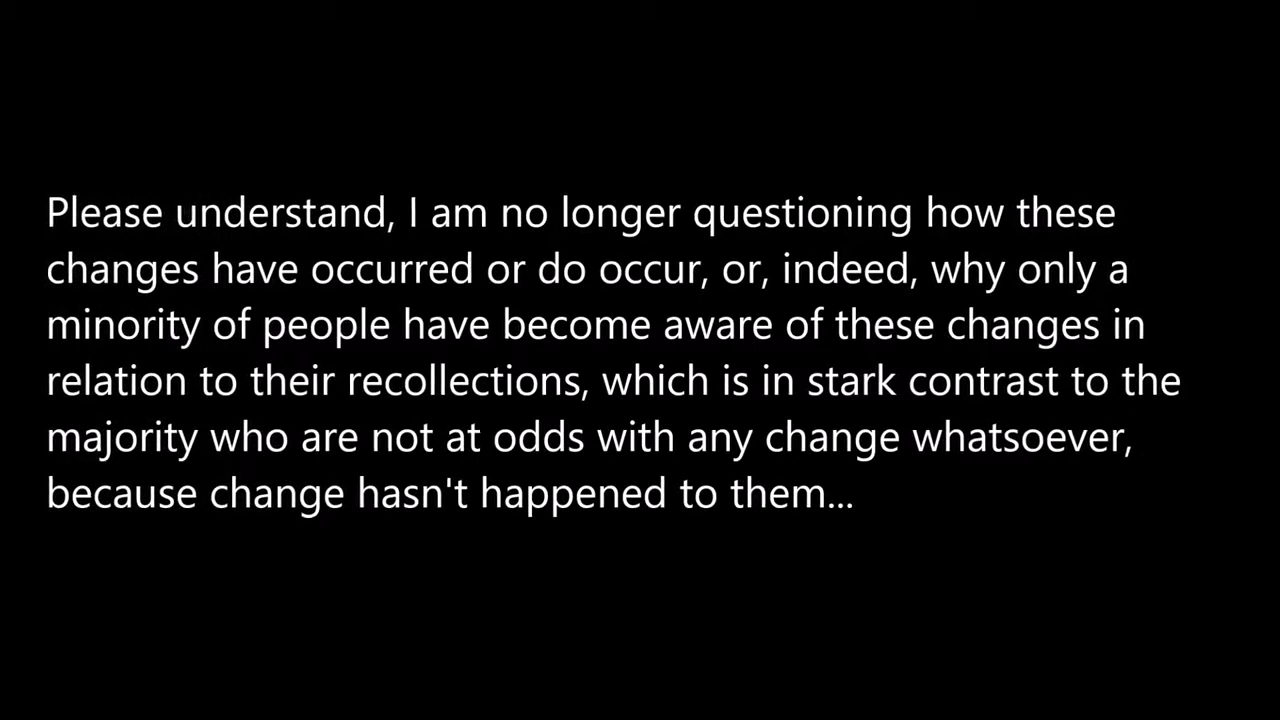 Please understand, I am no longer questioning how these
changes have occurred or do occur, or, indeed, why only a
minority of people have become aware of these changes in
relation to their recollections, which is in stark contrast to the
majority who are not at odds with any change whatsoever,
because change hasn't happened to them...